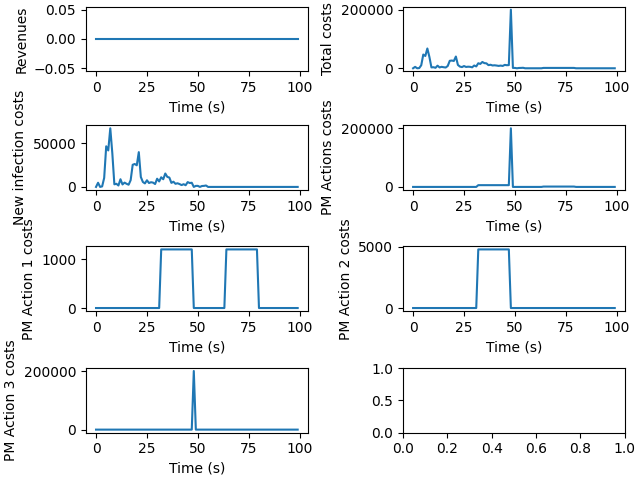 Revenues
0.05
0.00
−0.05
0 25 50 75 100
Time (s)
Total costs
200000
0
0 25 50 75 100
Time (s)
New infection costs
50000
0
0 25 50 75 100
Time (s)
PM Actions costs
200000
0
0 25 50 75 100
Time (s)
PM Action 1 costs
1000
0
0 25 50 75 100
Time (s)
PM Action 2 costs
5000
0
0 25 50 75 100
Time (s)
PM Action 3 costs
200000
0
0 25 50 75 100
Time (s)
1.0
0.5
0.0
0.0 0.2 0.4 0.6 0.8 1.0